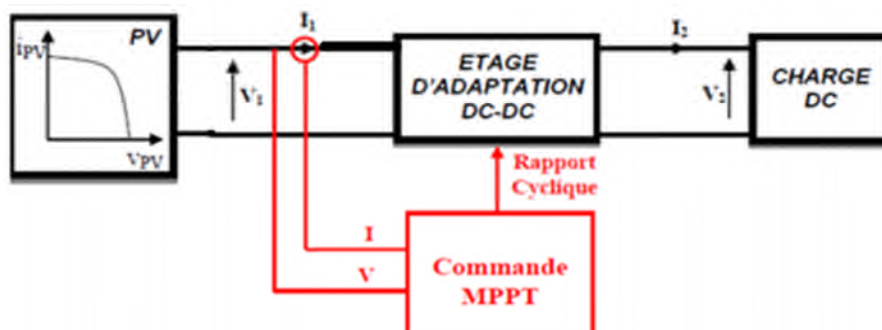 PV
iPV
vPV
I1
V1
ETAGE
D'ADAPTATION
DC-DC
I2
V2
CHARGE
DC
Rapport
Cyclique
I
V
Commande
MPPT